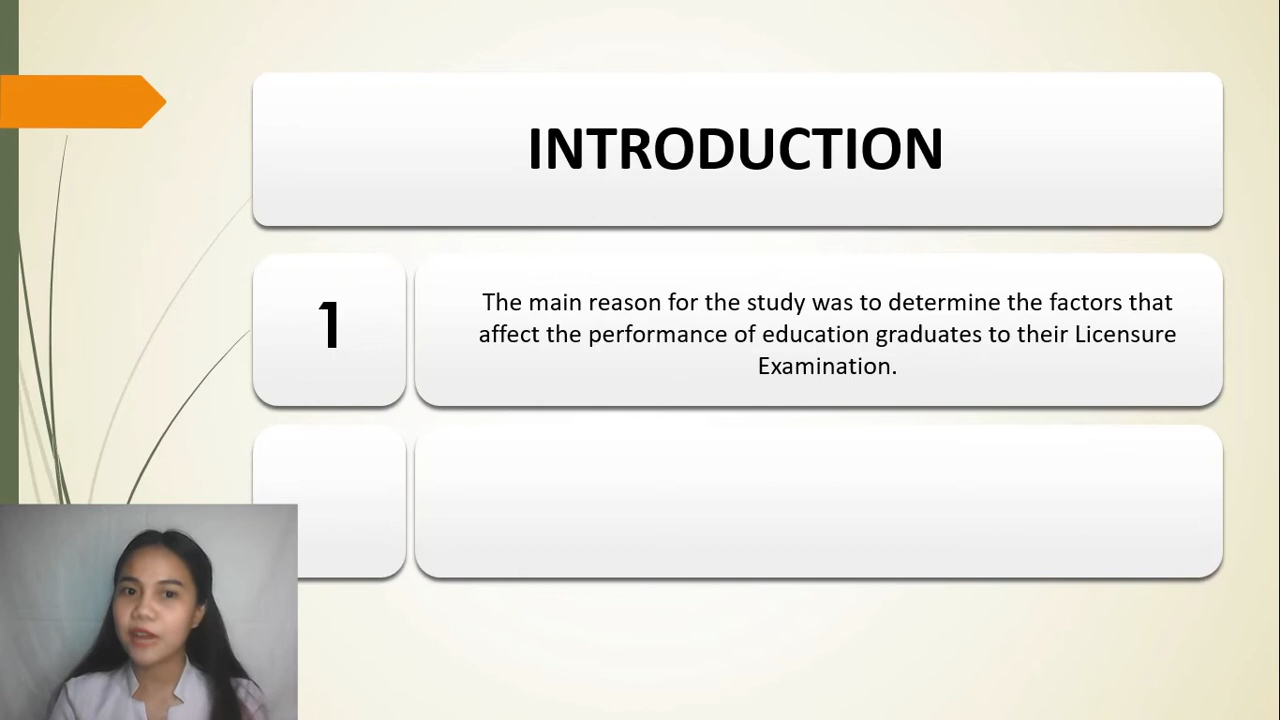 INTRODUCTION
1
The main reason for the study was to determine the factors that
affect the performance of education graduates to their Licensure
Examination.